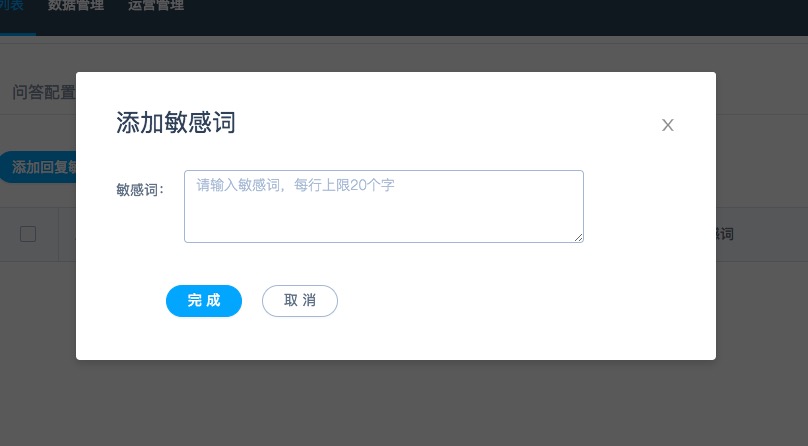 列表 数据管理 运营管理
问答配置
添加敏感词
X
添加回复
敏感词：
请输入敏感词，每行上限20个字
感词
完成 取消